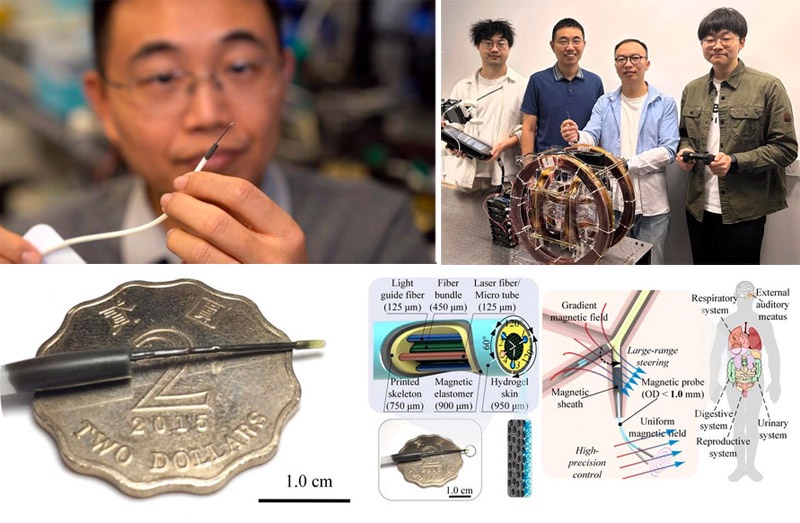 2
2015
TWO DOLLARS
1.0 cm
Light
guide fiber
(125 μm)
Fiber
bundle
(450 μm)
Laser fiber/
Micro tube
(125 μm)
120°
60°
120°
Printed
skeleton
(750 μm)
Magnetic
elastomer
(900 μm)
Hydrogel
skin
(950 μm)
2
1.0 cm
Gradient
magnetic field
Large-range
steering
Magnetic
sheath
Magnetic probe
(OD < 1.0 mm)
Uniform
magnetic field
High-
precision
control
Respiratory
system
External
auditory
meatus
Digestive
system
Urinary
system
Reproductive
system